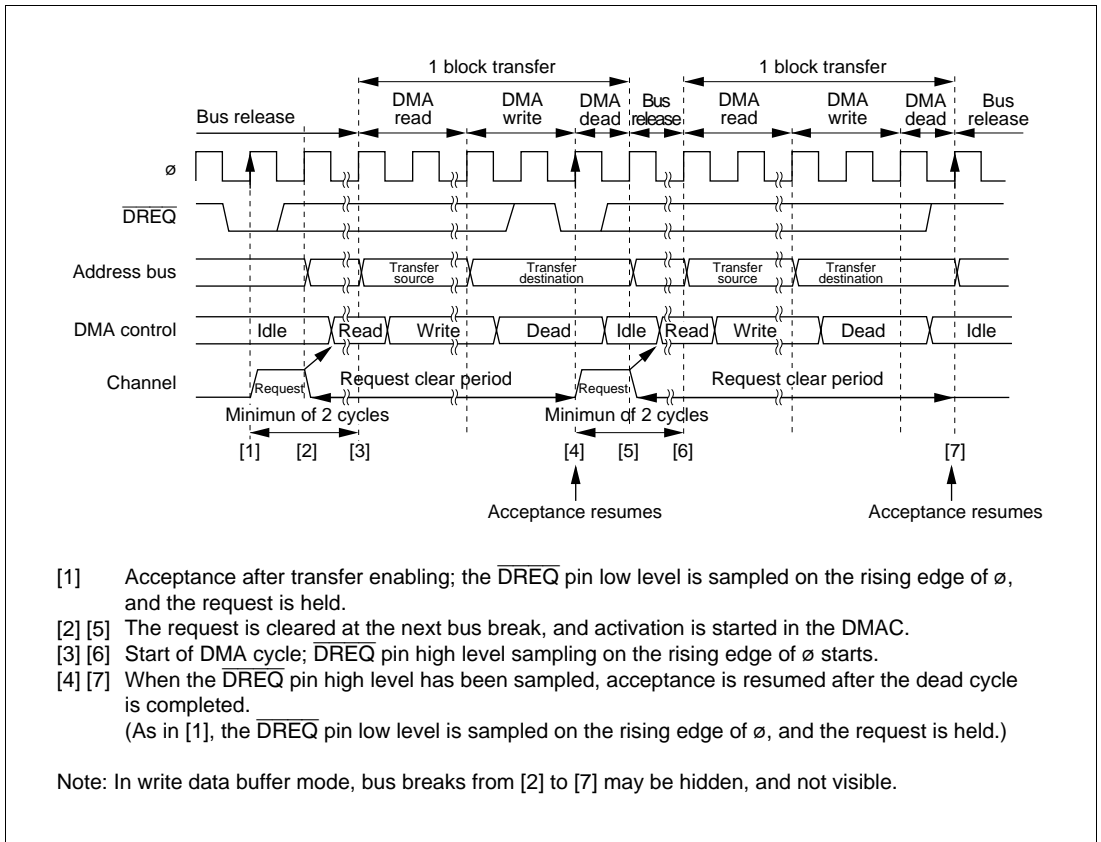 1 block transfer 1 block transfer
Bus release DMA read DMA write DMA dead Bus release DMA read DMA write DMA dead Bus release
ø
DREQ
Address bus Transfer source Transfer destination Transfer source Transfer destination
DMA control Idle Read Write Dead Idle Read Write Dead Idle
Channel Request Request clear period Request Request clear period
Minimun of 2 cycles Minimun of 2 cycles
[1] [2] [3] [4] [5] [6] [7]
Acceptance resumes Acceptance resumes
[1] Acceptance after transfer enabling; the DREQ pin low level is sampled on the rising edge of ø,
and the request is held.
[2] [5] The request is cleared at the next bus break, and activation is started in the DMAC.
[3] [6] Start of DMA cycle; DREQ pin high level sampling on the rising edge of ø starts.
[4] [7] When the DREQ pin high level has been sampled, acceptance is resumed after the dead cycle
is completed.
(As in [1], the DREQ pin low level is sampled on the rising edge of ø, and the request is held.)
Note: In write data buffer mode, bus breaks from [2] to [7] may be hidden, and not visible.